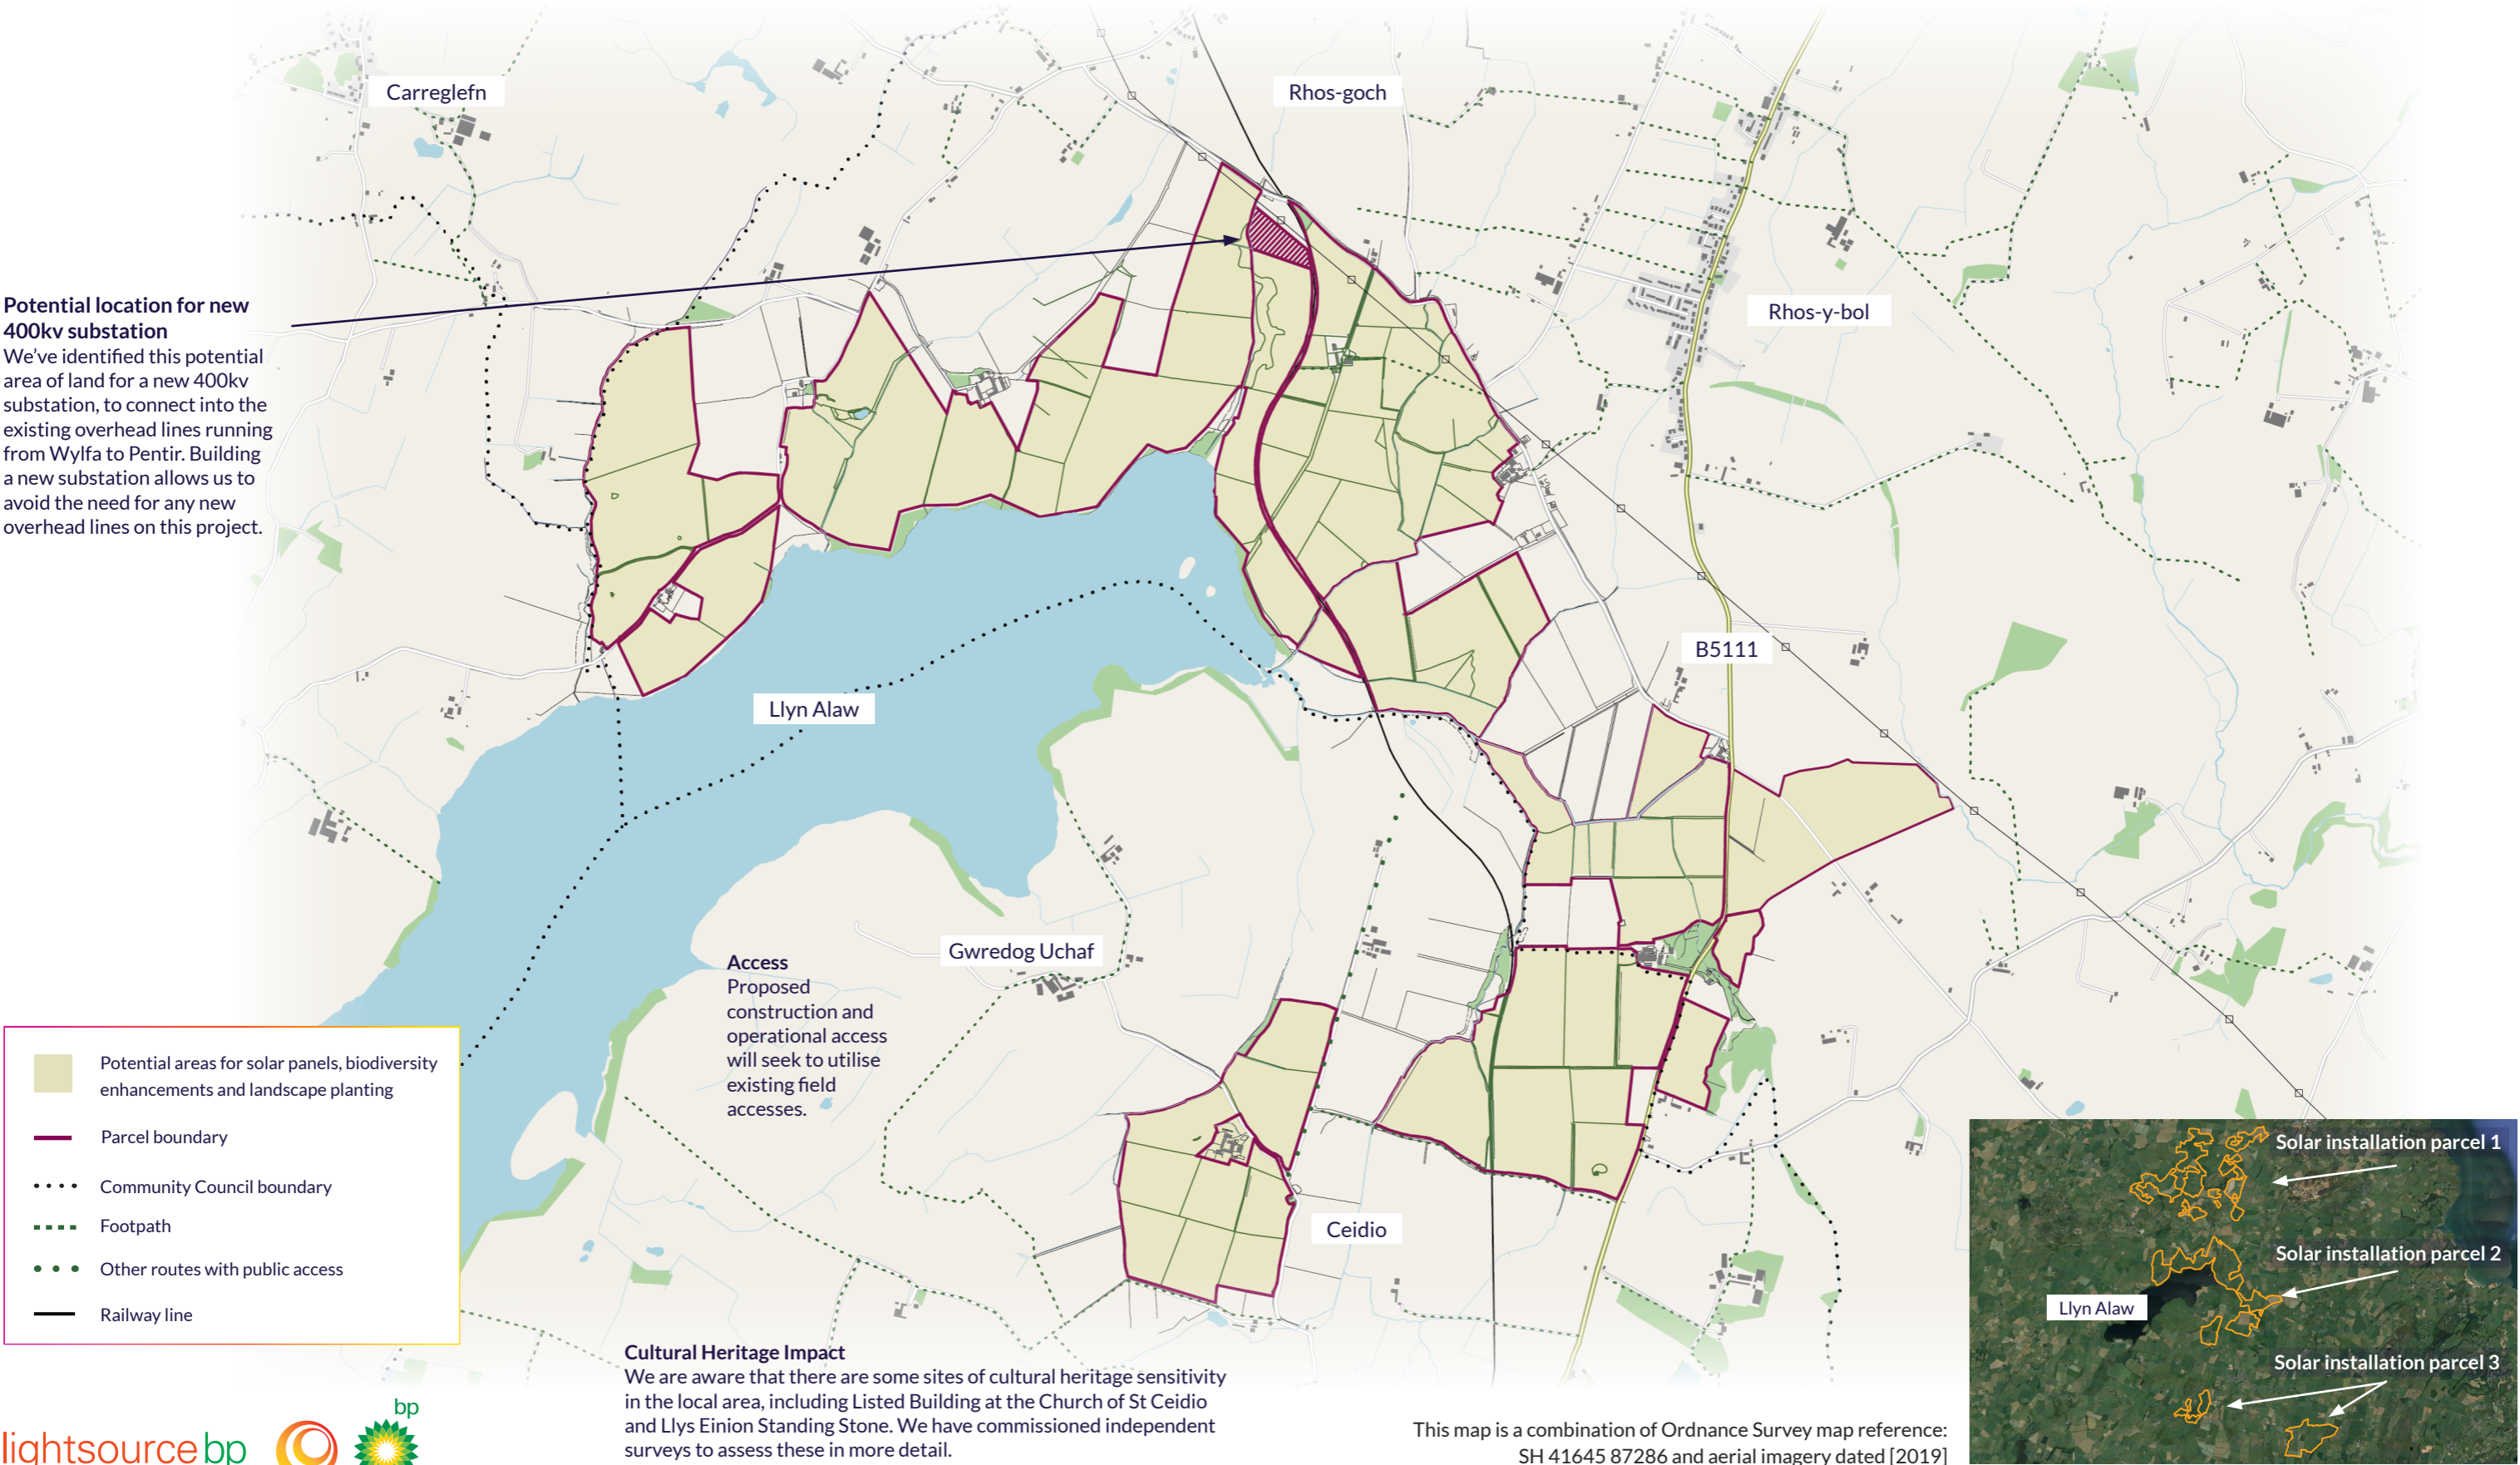 Carreglefn
Rhos-goch
Potential location for new
400kv substation
We've identified this potential
area of land for a new 400kv
substation, to connect into the
existing overhead lines running
from Wylfa to Pentir. Building
a new substation allows us to
avoid the need for any new
overhead lines on this project.
Rhos-y-bol
B5111
Llyn Alaw
Gwredog Uchaf
Access
Proposed
construction and
operational access
will seek to utilise
existing field
accesses.
Ceidio
Potential areas for solar panels, biodiversity
enhancements and landscape planting
Parcel boundary
Community Council boundary
Footpath
Other routes with public access
Railway line
Cultural Heritage Impact
We are aware that there are some sites of cultural heritage sensitivity
in the local area, including Listed Building at the Church of St Ceidio
and Llys Einion Standing Stone. We have commissioned independent
surveys to assess these in more detail.
This map is a combination of Ordnance Survey map reference:
SH 41645 87286 and aerial imagery dated [2019]
Solar installation parcel 1
Solar installation parcel 2
Llyn Alaw
Solar installation parcel 3
lightsource bp
bp